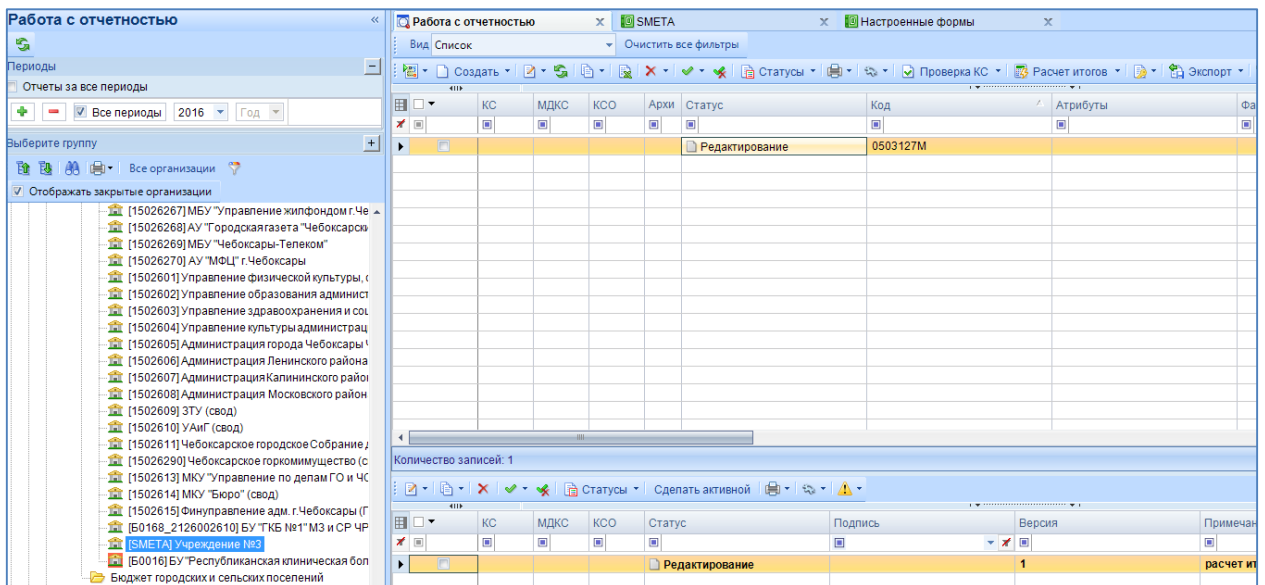 Работа с отчетностью «
Периоды
Отчеты за все периоды
Все периоды 2016 Год
Выберите группу
Все организации
Отображать закрытые организации
[15026267] МБУ "Управление жилфондом г.Че
[15026268] АУ "Городская газета "Чебоксарски
[15026269] МБУ "Чебоксары-Телеком"
[15026270] АУ "МФЦ" г.Чебоксары
[1502601] Управление физической культуры, с
[1502602] Управление образования админист
[1502603] Управление здравоохранения и соц
[1502604] Управление культуры администрац
[1502605] Администрация города Чебоксары
[1502606] Администрация Ленинского района
[1502607] Администрация Калининского район
[1502608] Администрация Московского район
[1502609] ЗТУ (свод)
[1502610] УАиГ (свод)
[1502611] Чебоксарское городское Собрание д
[15026290] Чебоксарское горкомимущество (с
[1502613] МКУ "Управление по делам ГО и ЧС
[1502614] МКУ "Бюро" (свод)
[1502615] Финуправление адм. г.Чебоксары (Г
[Б0168_2126002610] БУ "ГКБ №1" МЗ и СР ЧР
[SMETA] Учреждение №3
[Б0016] БУ "Республиканская клиническая бол
Бюджет городских и сельских поселений
Работа с отчетностью x SMETA x Настроенные формы x
Вид Список Очистить все фильтры
Создать Статусы Проверка КС Расчет итогов Экспорт
КС МДКС КСО Архи Статус Код Атрибуты Фа
Редактирование 0503127M
Количество записей: 1
Статусы Сделать активной
КС МДКС КСО Статус Подпись Версия Примечан
Редактирование 1 расчет ит